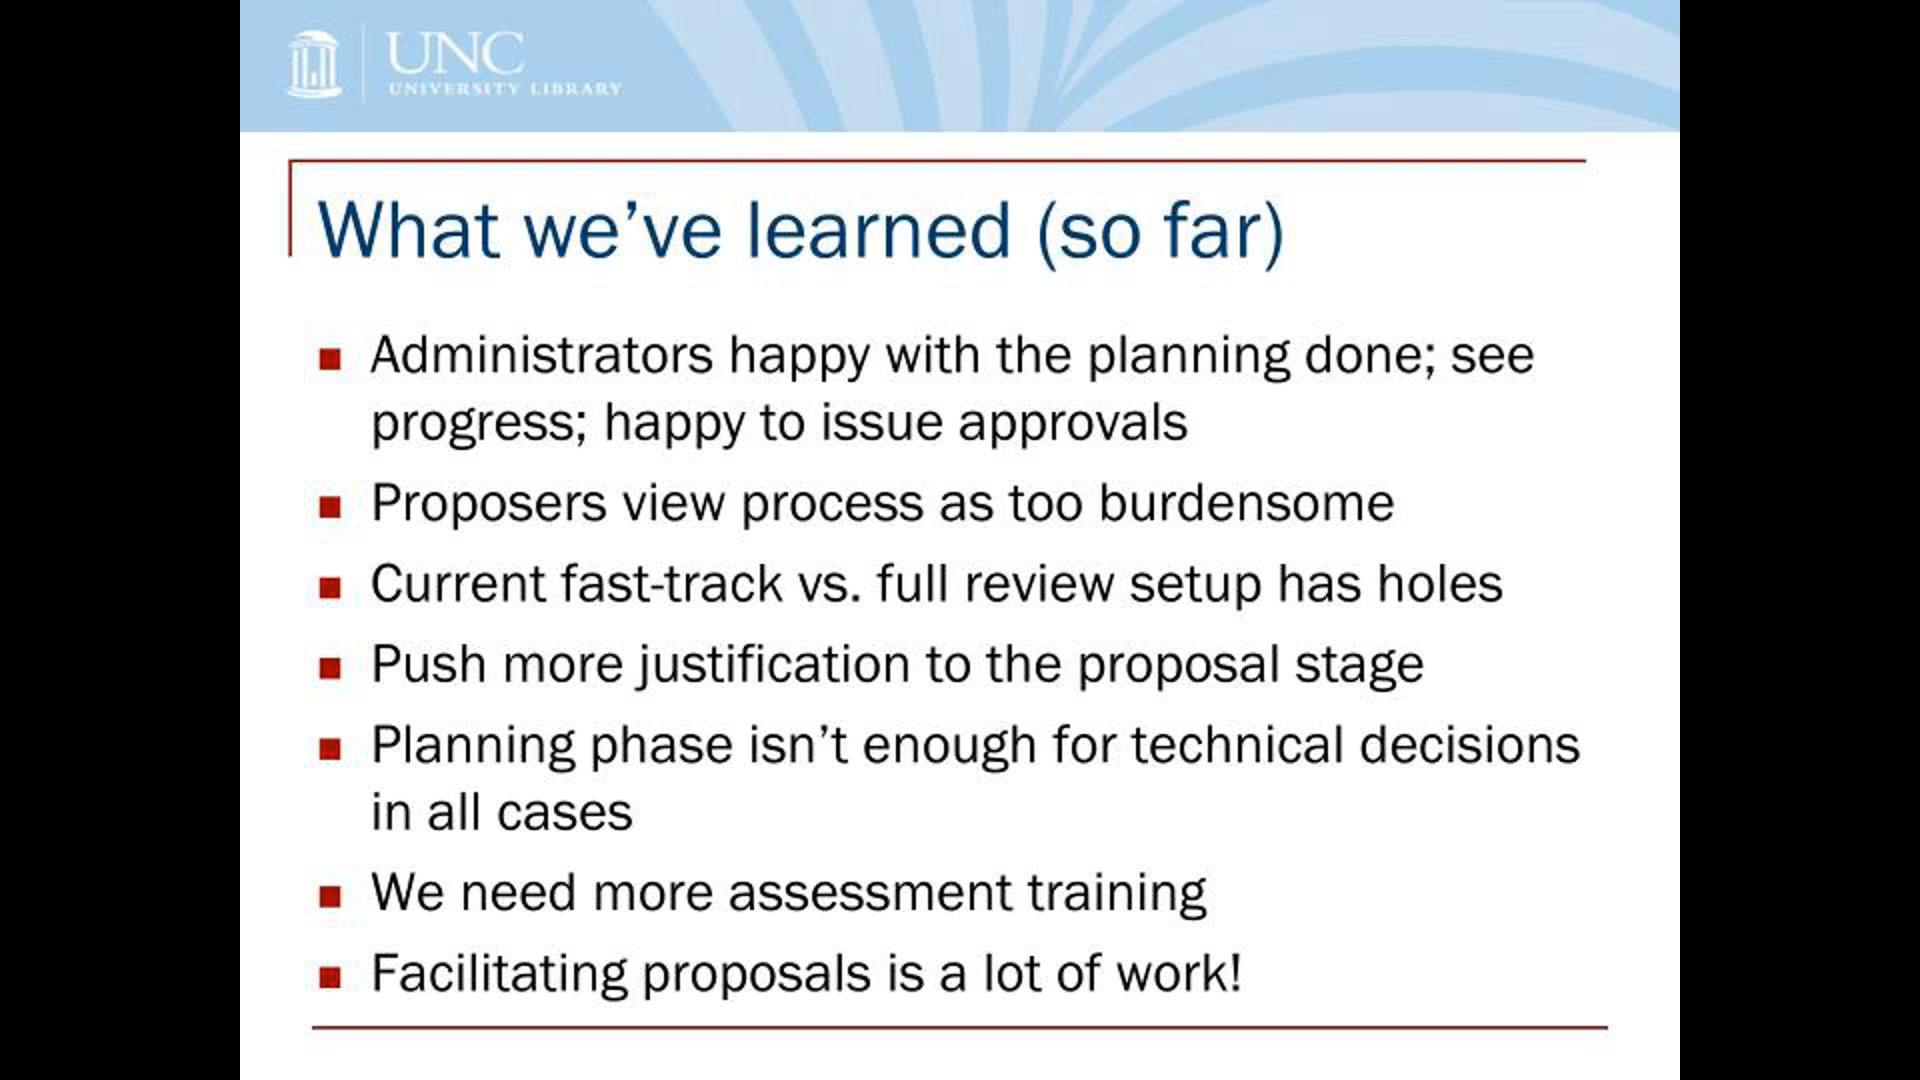 UNC
UNIVERSITY LIBRARY
What we’ve learned (so far)
Administrators happy with the planning done; see
progress; happy to issue approvals
Proposers view process as too burdensome
Current fast-track vs. full review setup has holes
Push more justification to the proposal stage
Planning phase isn’t enough for technical decisions
in all cases
We need more assessment training
Facilitating proposals is a lot of work!